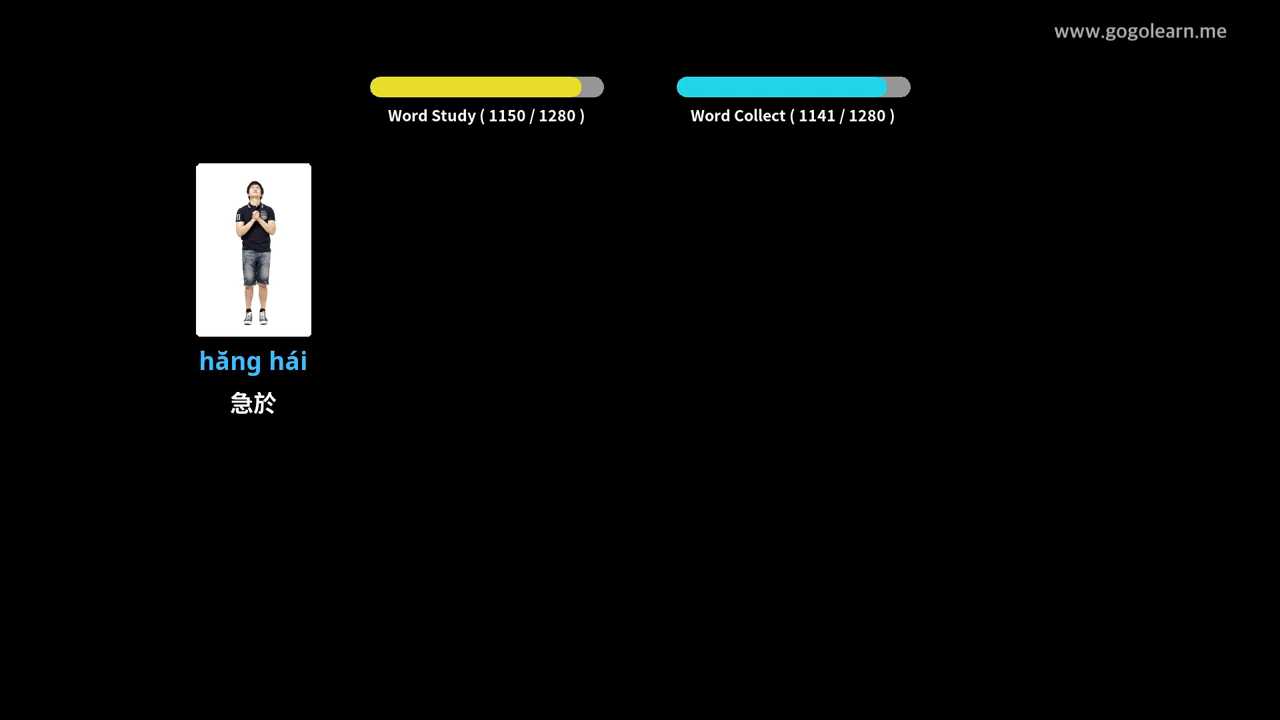 www.gogolearn.me
Word Study ( 1150 / 1280 )
Word Collect ( 1141 / 1280 )
hăng hái
急於